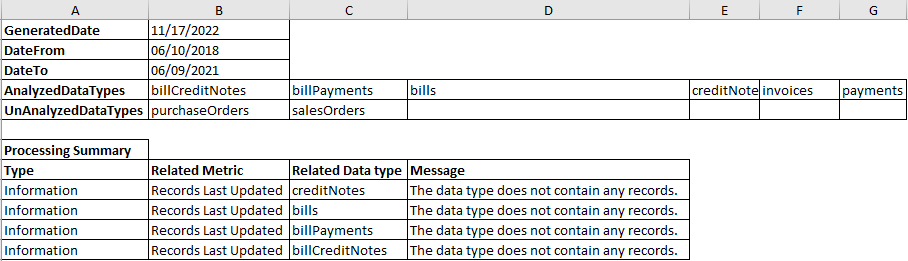 A B C D E F G
GeneratedDate 11/17/2022
DateFrom 06/10/2018
DateTo 06/09/2021
AnalyzedDataTypes billCreditNotes billPayments bills creditNote invoices payments
UnAnalyzedDataTypes purchaseOrders salesOrders
Processing Summary
Type Related Metric Related Data type Message
Information Records Last Updated creditNotes The data type does not contain any records.
Information Records Last Updated bills The data type does not contain any records.
Information Records Last Updated billPayments The data type does not contain any records.
Information Records Last Updated billCreditNotes The data type does not contain any records.